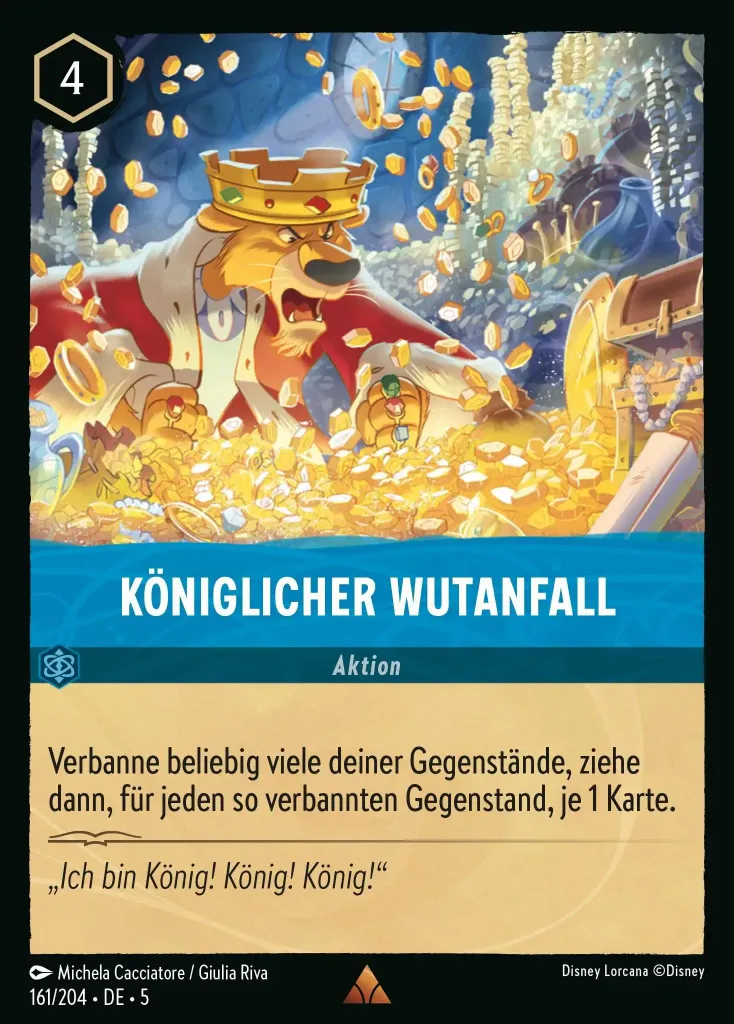 4
KÖNIGLICHER WUTANFALL
Aktion
Verbanne beliebig viele deiner Gegenstände, ziehe
dann, für jeden so verbannten Gegenstand, je 1 Karte.
„Ich bin König! König! König!“
Michela Cacciatore / Giulia Riva
Disney Lorcana ©Disney
161/204 • DE • 5